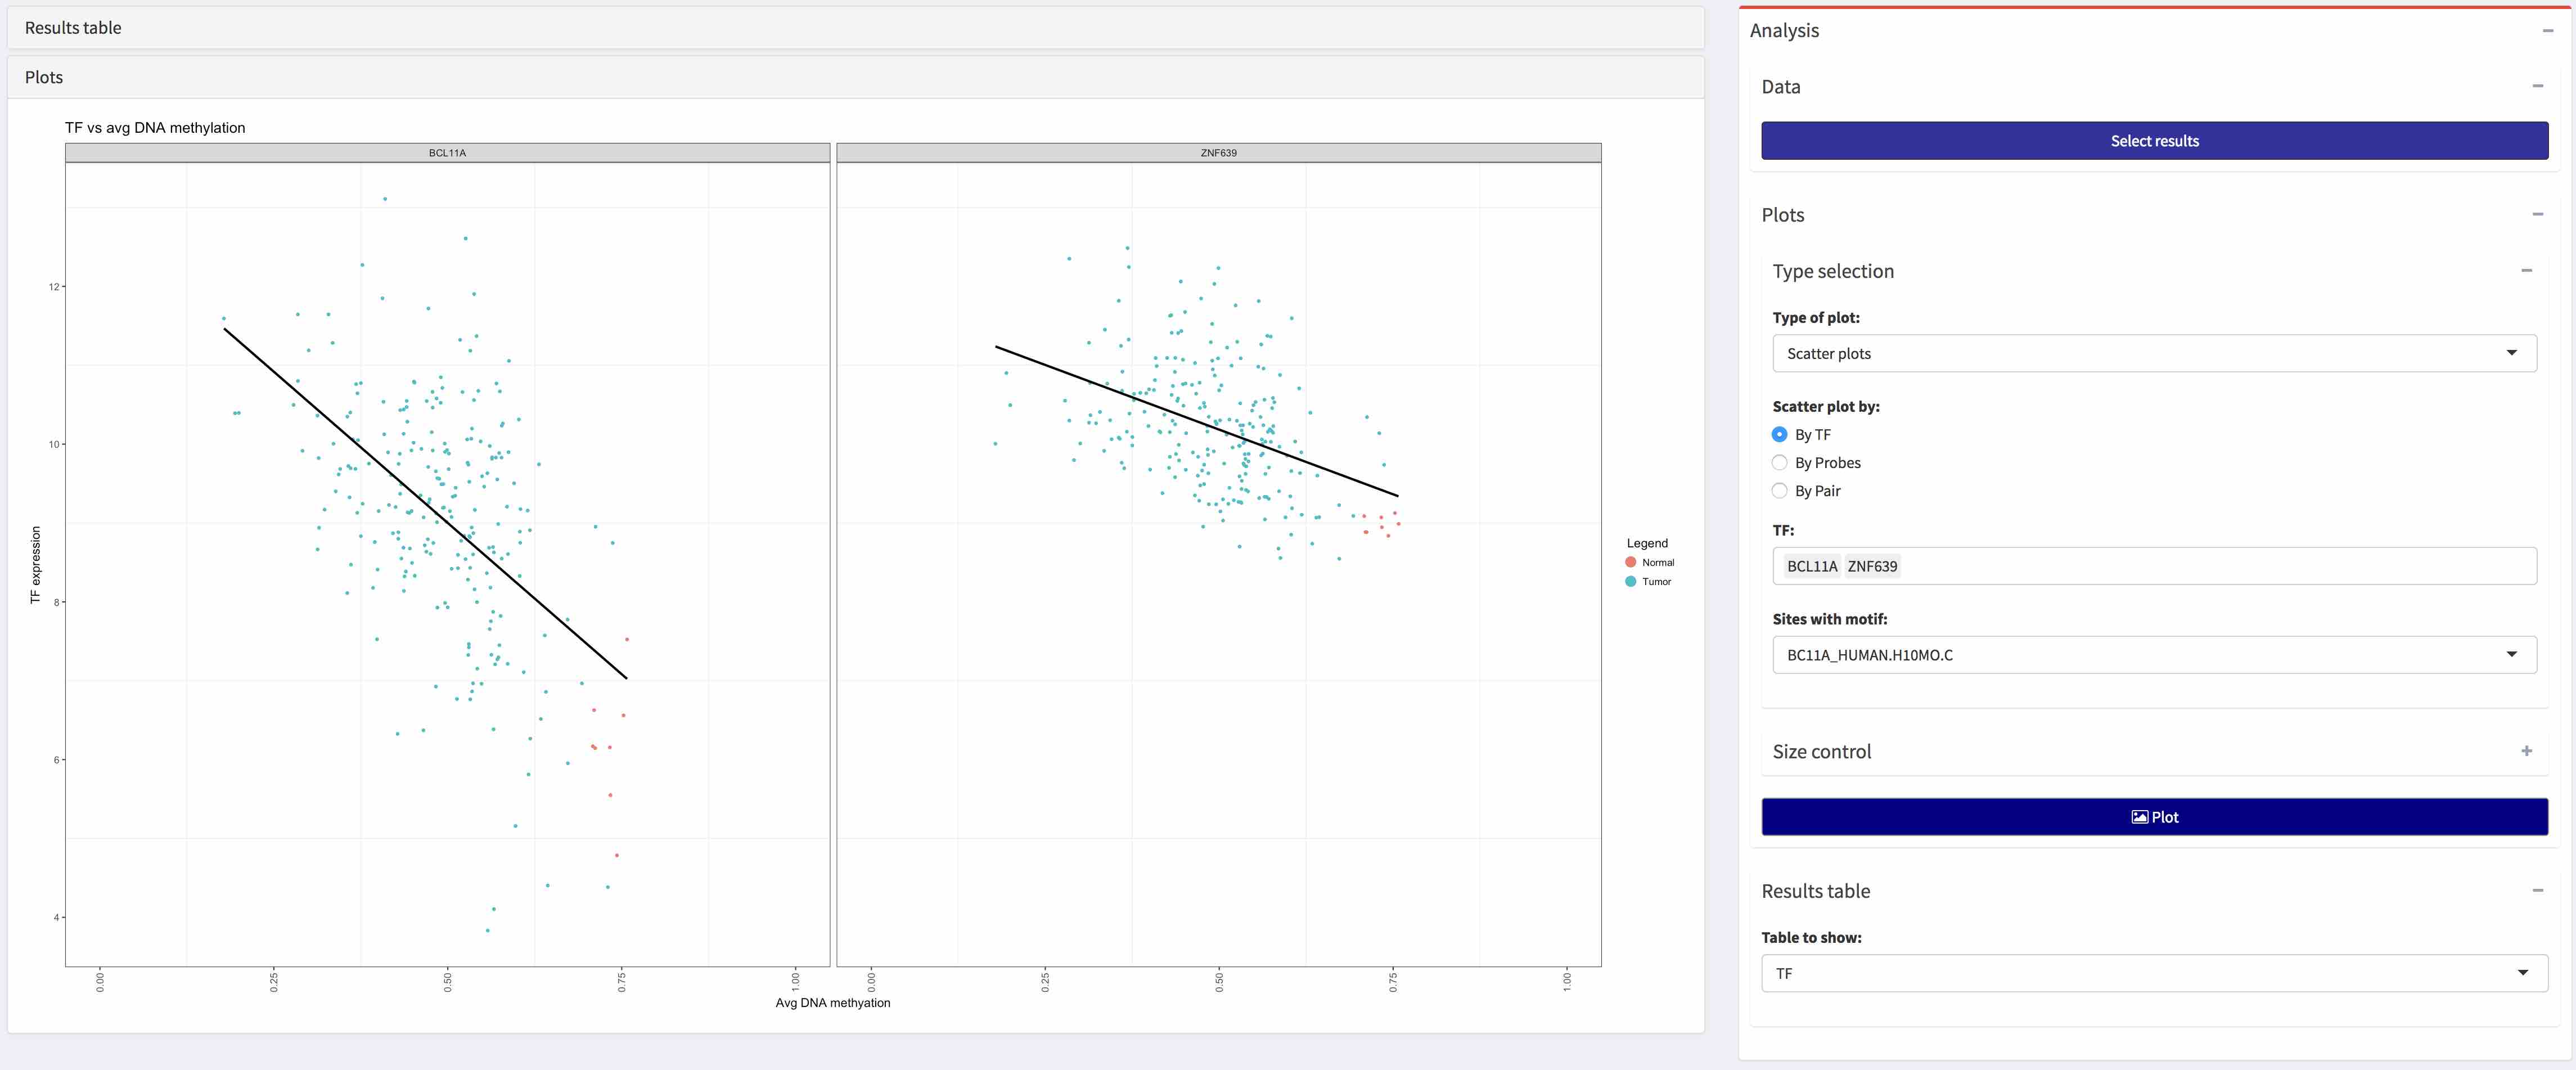 Results table
Plots
TF vs avg DNA methylation
BCL11A
ZNF639
12
10
8
6
4
TF expression
0.00
0.25
0.50
0.75
1.00
0.00
0.25
0.50
0.75
1.00
Avg DNA methyation
Legend
Normal
Tumor
Analysis
Data
Select results
Plots
Type selection
Type of plot:
Scatter plots
Scatter plot by:
By TF
By Probes
By Pair
TF:
BCL11A ZNF639
Sites with motif:
BC11A_HUMAN.H10MO.C
Size control
Plot
Results table
Table to show:
TF